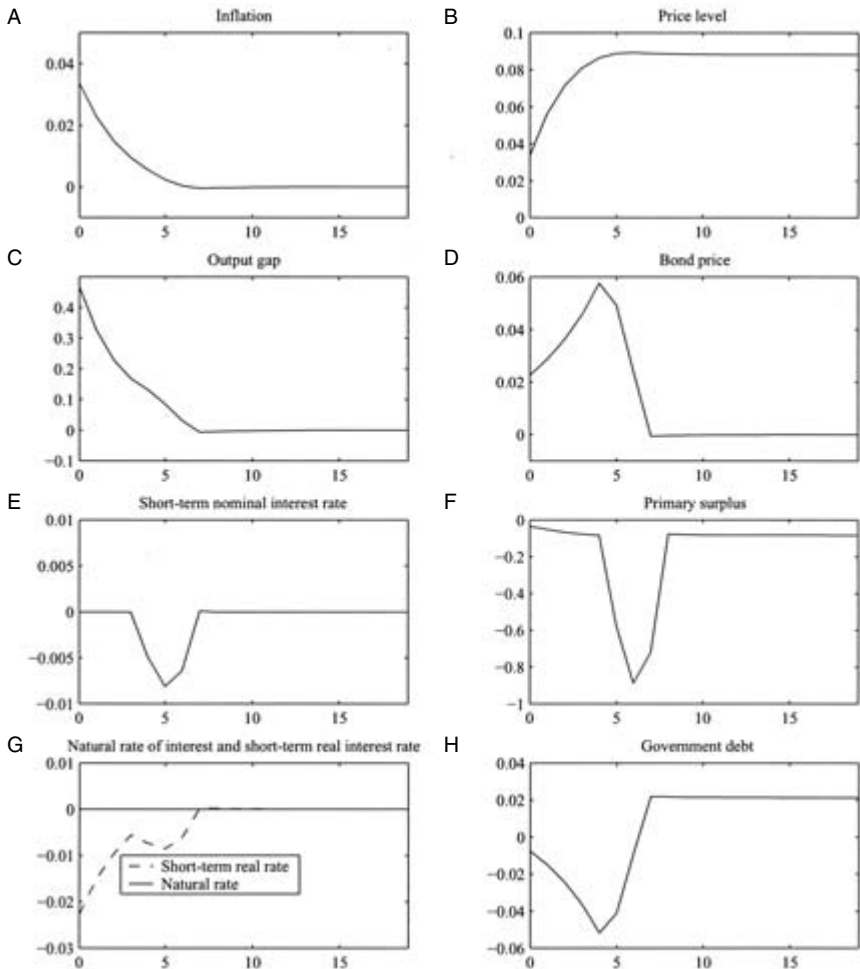 A
Inflation
0.04
0.02
0
0 5 10 15
B
Price level
0.1
0.08
0.06
0.04
0.02
0
0 5 10 15
C
Output gap
0.4
0.3
0.2
0.1
0
−0.1
0 5 10 15
D
Bond price
0.06
0.04
0.02
0
0 5 10 15
E
Short-term nominal interest rate
0.01
0.005
0
−0.005
−0.01
0 5 10 15
F
Primary surplus
0
−0.2
−0.4
−0.6
−0.8
−1
0 5 10 15
G
Natural rate of interest and short-term real interest rate
0.01
0
−0.01
−0.02
−0.03
Short-term real rate
Natural rate
0 5 10 15
H
Government debt
0.04
0.02
0
−0.02
−0.04
−0.06
0 5 10 15